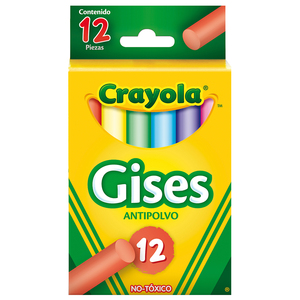 Contenido
12
Piezas
Crayola
Gises
ANTIPOLVO
12
NO-TÓXICO